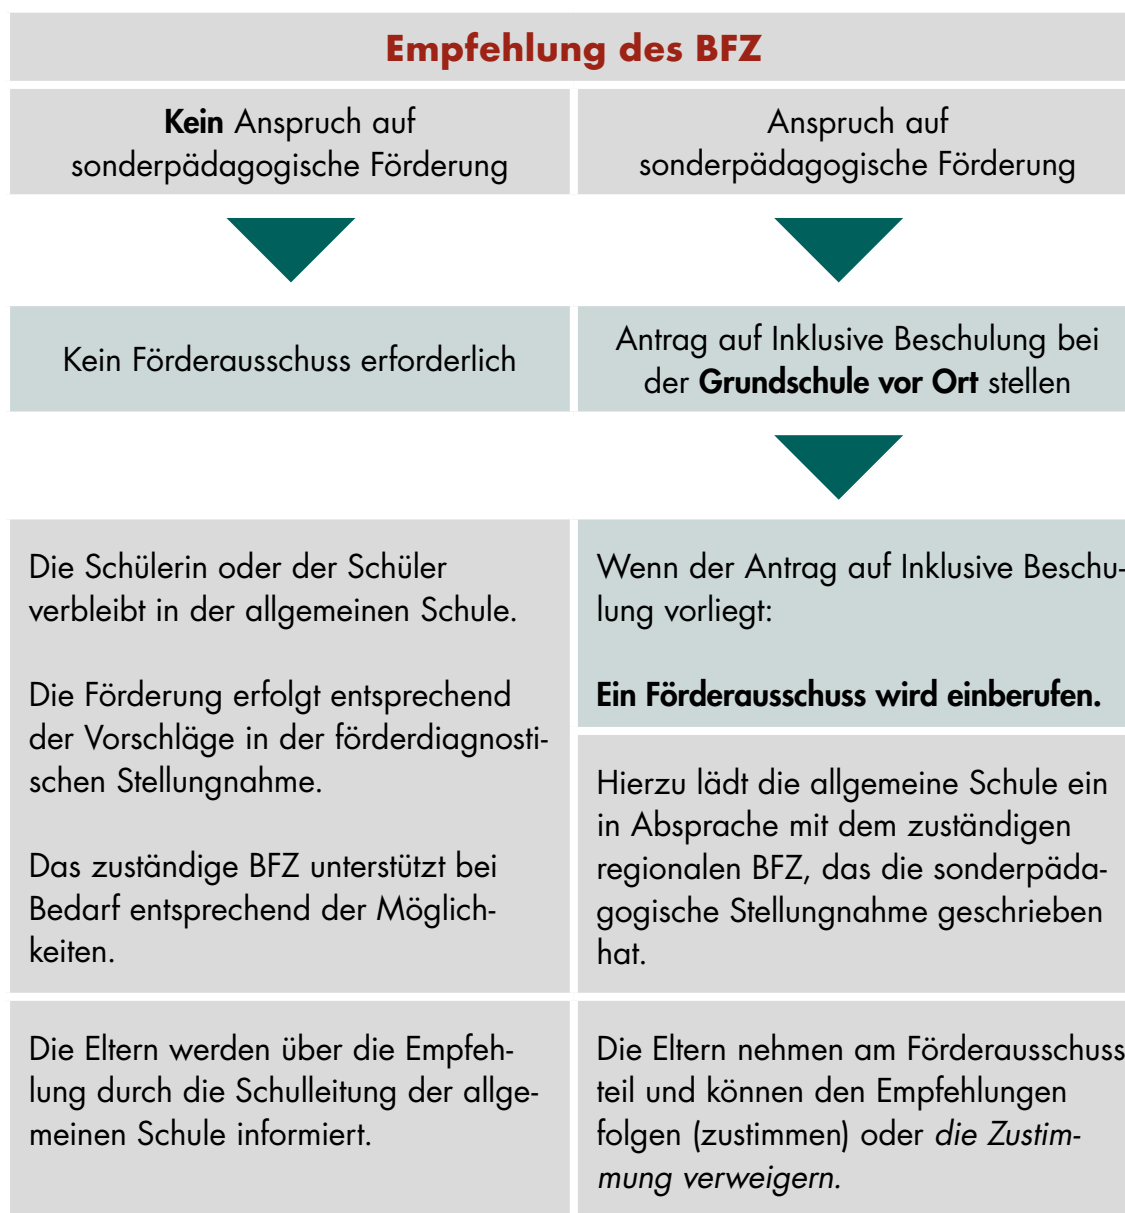 Empfehlung des BFZ
Kein Anspruch auf
sonderpädagogische Förderung
Anspruch auf
sonderpädagogische Förderung
Kein Förderausschuss erforderlich
Antrag auf Inklusive Beschulung bei
der Grundschule vor Ort stellen
Die Schülerin oder der Schüler
verbleibt in der allgemeinen Schule.
Die Förderung erfolgt entsprechend
der Vorschläge in der förderdiagnosti-
schen Stellungnahme.
Das zuständige BFZ unterstützt bei
Bedarf entsprechend der Möglich-
keiten.
Wenn der Antrag auf Inklusive Beschu-
lung vorliegt:
Ein Förderausschuss wird einberufen.
Hierzu lädt die allgemeine Schule ein
in Absprache mit dem zuständigen
regionalen BFZ, das die sonderpäda-
gogische Stellungnahme geschrieben
hat.
Die Eltern werden über die Empfeh-
lung durch die Schulleitung der allge-
meinen Schule informiert.
Die Eltern nehmen am Förderausschuss
teil und können den Empfehlungen
folgen (zustimmen) oder die Zustim-
mung verweigern.